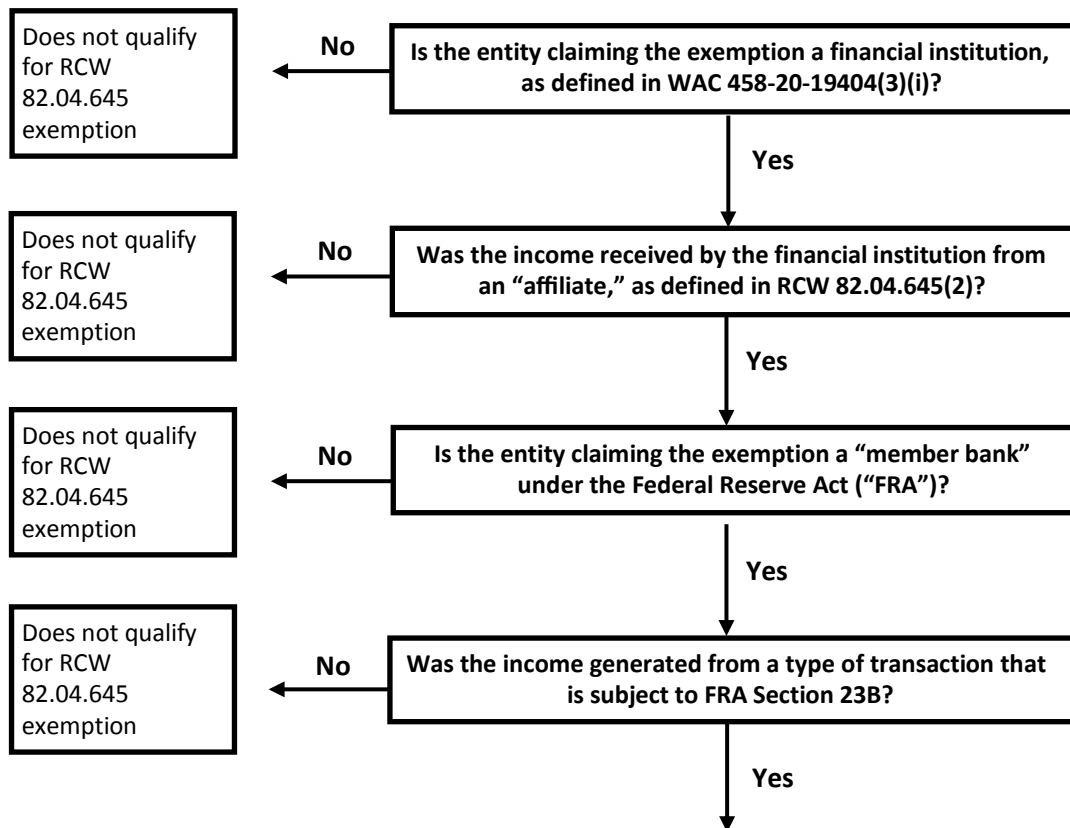 Does not qualify
for RCW
82.04.645
exemption
No
Is the entity claiming the exemption a financial institution,
as defined in WAC 458-20-19404(3)(i)?
Yes
Does not qualify
for RCW
82.04.645
exemption
No
Was the income received by the financial institution from
an “affiliate,” as defined in RCW 82.04.645(2)?
Yes
Does not qualify
for RCW
82.04.645
exemption
No
Is the entity claiming the exemption a “member bank”
under the Federal Reserve Act (“FRA”)?
Yes
Does not qualify
for RCW
82.04.645
exemption
No
Was the income generated from a type of transaction that
is subject to FRA Section 23B?
Yes